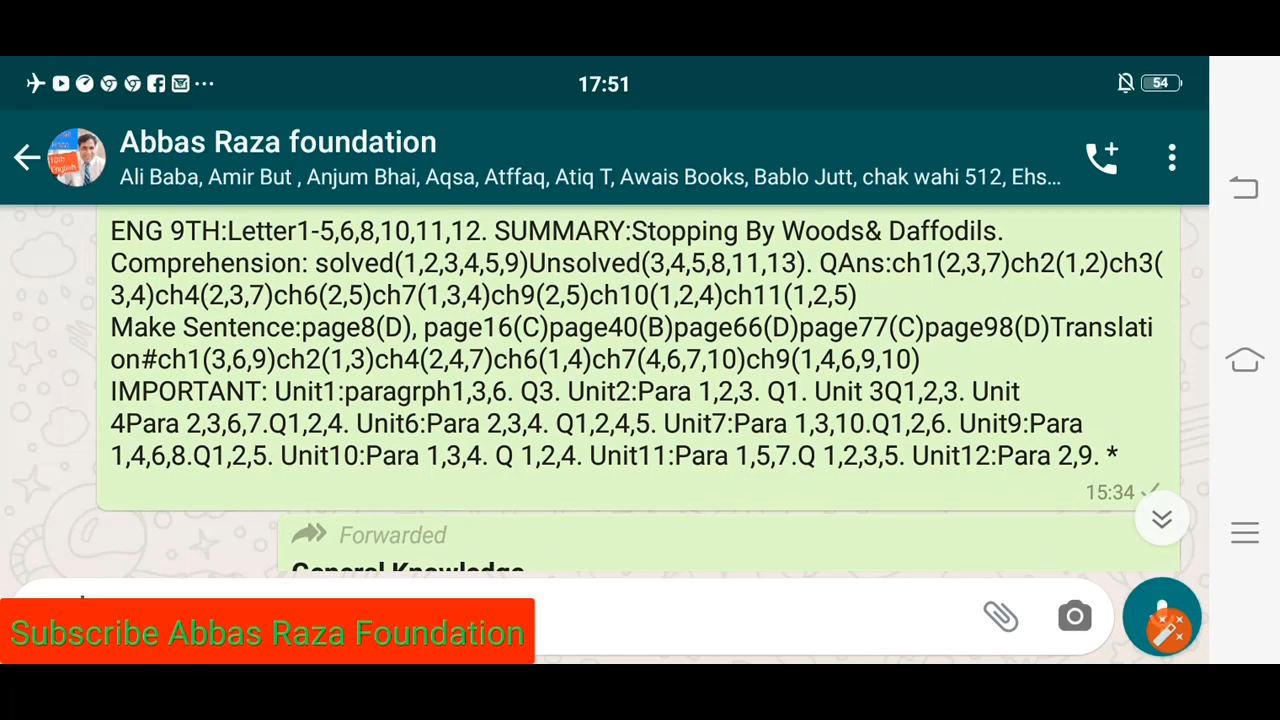 17:51
54
Abbas Raza foundation
Ali Baba, Amir But , Anjum Bhai, Aqsa, Atffaq, Atiq T, Awais Books, Bablo Jutt, chak wahi 512, Ehs...
ENG 9TH:Letter1-5,6,8,10,11,12. SUMMARY:Stopping By Woods& Daffodils.
Comprehension: solved(1,2,3,4,5,9)Unsolved(3,4,5,8,11,13). QAns:ch1(2,3,7)ch2(1,2)ch3(
3,4)ch4(2,3,7)ch6(2,5)ch7(1,3,4)ch9(2,5)ch10(1,2,4)ch11(1,2,5)
Make Sentence:page8(D), page16(C)page40(B)page66(D)page77(C)page98(D)Translati
on#ch1(3,6,9)ch2(1,3)ch4(2,4,7)ch6(1,4)ch7(4,6,7,10)ch9(1,4,6,9,10)
IMPORTANT: Unit1:paragrph1,3,6. Q3. Unit2:Para 1,2,3. Q1. Unit 3Q1,2,3. Unit
4Para 2,3,6,7.Q1,2,4. Unit6:Para 2,3,4. Q1,2,4,5. Unit7:Para 1,3,10.Q1,2,6. Unit9:Para
1,4,6,8.Q1,2,5. Unit10:Para 1,3,4. Q 1,2,4. Unit11:Para 1,5,7.Q 1,2,3,5. Unit12:Para 2,9. *
15:34
Forwarded
General Knowledge
Subscribe Abbas Raza Foundation